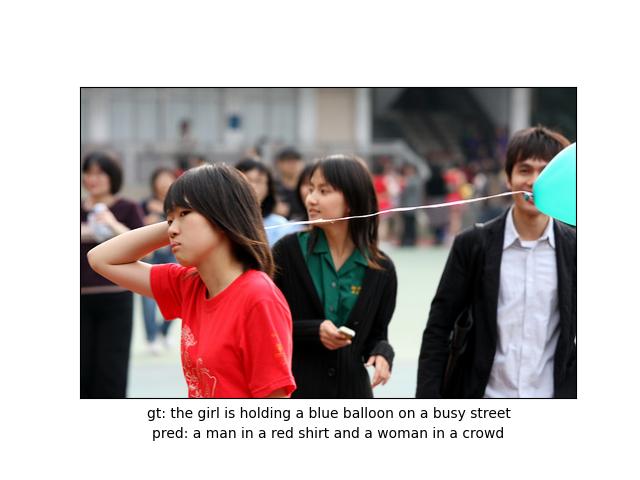 gt: the girl is holding a blue balloon on a busy street
pred: a man in a red shirt and a woman in a crowd